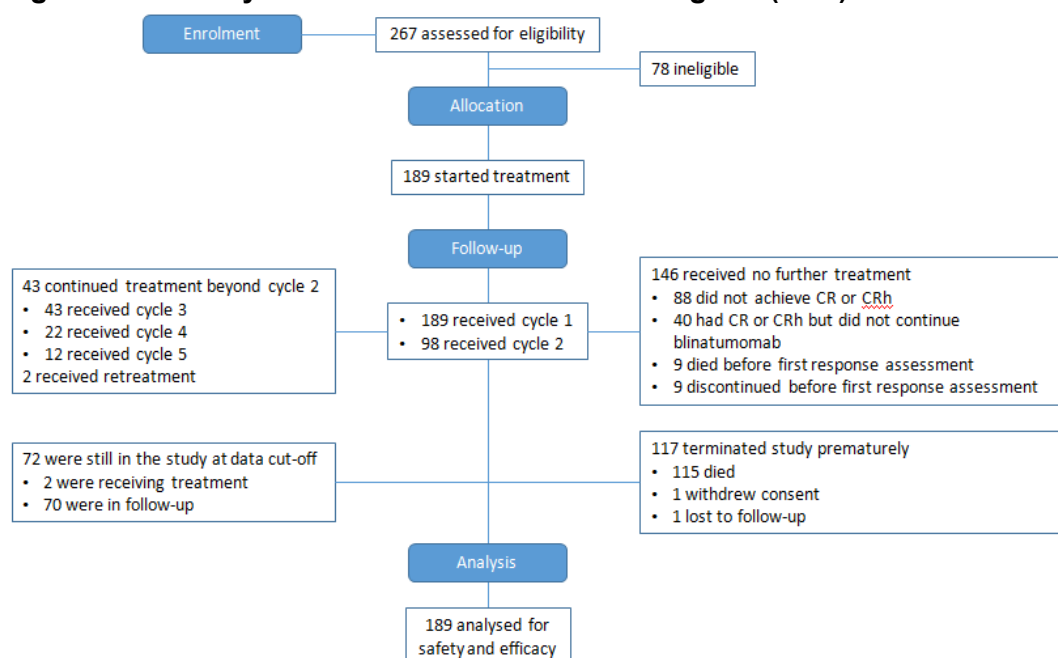 Enrolment
267 assessed for eligibility
78 ineligible
Allocation
189 started treatment
Follow-up
43 continued treatment beyond cycle 2
• 43 received cycle 3
• 22 received cycle 4
• 12 received cycle 5
2 received retreatment
• 189 received cycle 1
• 98 received cycle 2
146 received no further treatment
• 88 did not achieve CR or CRh
• 40 had CR or CRh but did not continue
blinatumomab
• 9 died before first response assessment
• 9 discontinued before first response assessment
72 were still in the study at data cut-off
• 2 were receiving treatment
• 70 were in follow-up
117 terminated study prematurely
• 115 died
• 1 withdrew consent
• 1 lost to follow-up
Analysis
189 analysed for
safety and efficacy